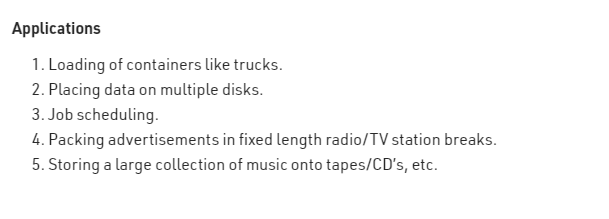 Applications
1. Loading of containers like trucks.
2. Placing data on multiple disks.
3. Job scheduling.
4. Packing advertisements in fixed length radio/TV station breaks.
5. Storing a large collection of music onto tapes/CD's, etc.